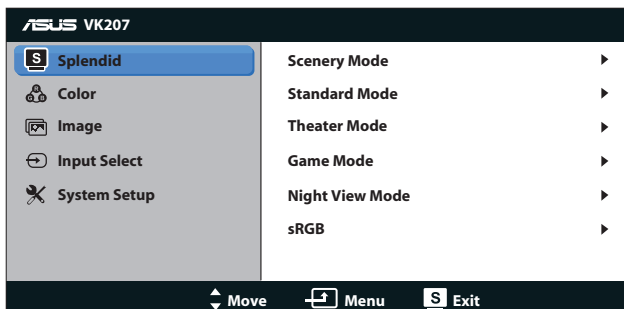 ASUS VK207
S Splendid
Color
Image
Input Select
System Setup
Scenery Mode
Standard Mode
Theater Mode
Game Mode
Night View Mode
sRGB
Move Menu S Exit